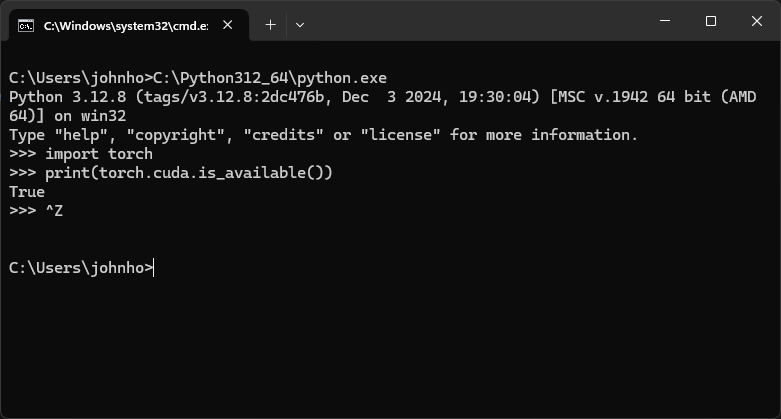 C:\Windows\system32\cmd.e
C:\Users\johnho>C:\Python312_64\python.exe
Python 3.12.8 (tags/v3.12.8:2dc476b, Dec  3 2024, 19:30:04) [MSC v.1942 64 bit (AMD
64)] on win32
Type "help", "copyright", "credits" or "license" for more information.
>>> import torch
>>> print(torch.cuda.is_available())
True
>>> ^Z
C:\Users\johnho>